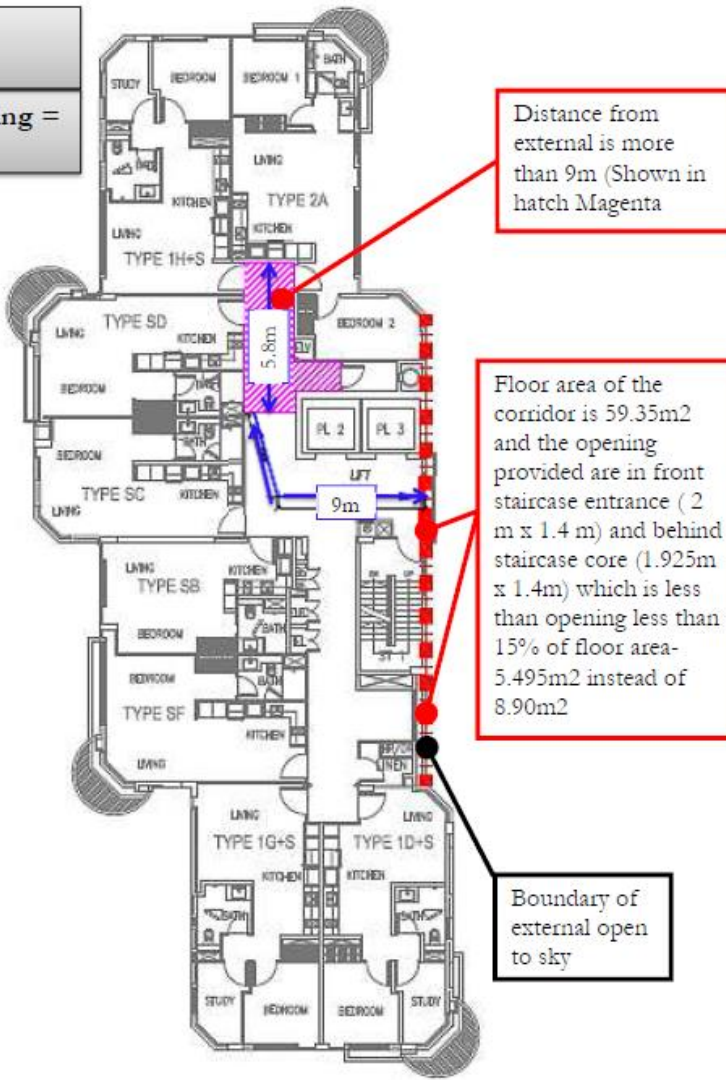 ng =
STUDY
BEDROOM
BEDROOM 1
BATH
LIVING
TYPE 2A
KITCHEN
KITCHEN
LIVING
TYPE 1H+S
Distance from
external is more
than 9m (Shown in
hatch Magenta
TYPE SD
LIVING
KITCHEN
BEDROOM
5.8m
BEDROOM 2
PL 2
PL 3
LIFT
9m
BEDROOM
BATH
TYPE SC
KITCHEN
LIVING
Floor area of the
corridor is 59.35m2
and the opening
provided are in front
staircase entrance ( 2
m x 1.4 m) and behind
staircase core (1.925m
x 1.4m) which is less
than opening less than
15% of floor area-
5.495m2 instead of
8.90m2
LIVING
KITCHEN
TYPE SB
BATH
BEDROOM
ST 1
BEDROOM
BATH
TYPE SF
KITCHEN
LIVING
LIVING
TYPE 1G+S
KITCHEN
BATH
STUDY
BEDROOM
LIVING
TYPE 1D+S
KITCHEN
BATH
BEDROOM
STUDY
Boundary of
external open
to sky